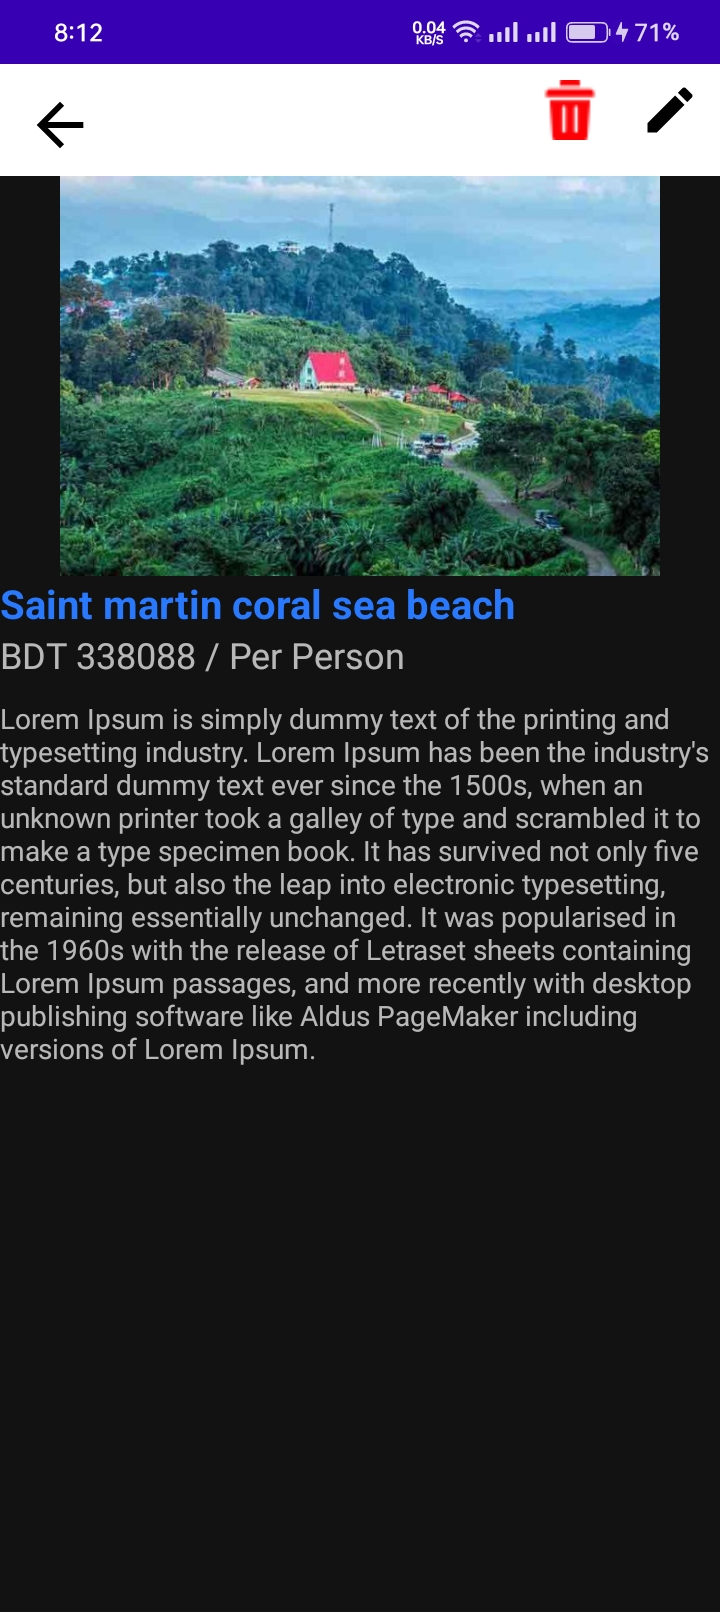 8:12
0.04
KB/S
71%
Saint martin coral sea beach
BDT 338088 / Per Person
Lorem Ipsum is simply dummy text of the printing and
typesetting industry. Lorem Ipsum has been the industry's
standard dummy text ever since the 1500s, when an
unknown printer took a galley of type and scrambled it to
make a type specimen book. It has survived not only five
centuries, but also the leap into electronic typesetting,
remaining essentially unchanged. It was popularised in
the 1960s with the release of Letraset sheets containing
Lorem Ipsum passages, and more recently with desktop
publishing software like Aldus PageMaker including
versions of Lorem Ipsum.